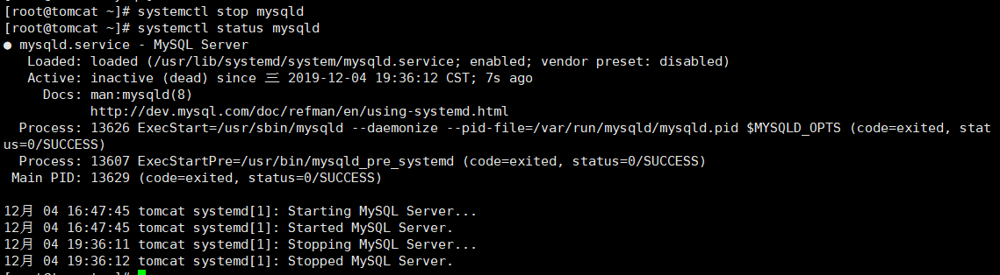 [root@tomcat ~]# systemctl stop mysqld
[root@tomcat ~]# systemctl status mysqld
● mysqld.service - MySQL Server
   Loaded: loaded (/usr/lib/systemd/system/mysqld.service; enabled; vendor preset: disabled)
   Active: inactive (dead) since 三 2019-12-04 19:36:12 CST; 7s ago
     Docs: man:mysqld(8)
           http://dev.mysql.com/doc/refman/en/using-systemd.html
  Process: 13626 ExecStart=/usr/sbin/mysqld --daemonize --pid-file=/var/run/mysqld/mysqld.pid $MYSQLD_OPTS (code=exited, stat
us=0/SUCCESS)
  Process: 13607 ExecStartPre=/usr/bin/mysqld_pre_systemd (code=exited, status=0/SUCCESS)
 Main PID: 13629 (code=exited, status=0/SUCCESS)
12月 04 16:47:45 tomcat systemd[1]: Starting MySQL Server...
12月 04 16:47:45 tomcat systemd[1]: Started MySQL Server.
12月 04 19:36:11 tomcat systemd[1]: Stopping MySQL Server...
12月 04 19:36:12 tomcat systemd[1]: Stopped MySQL Server.